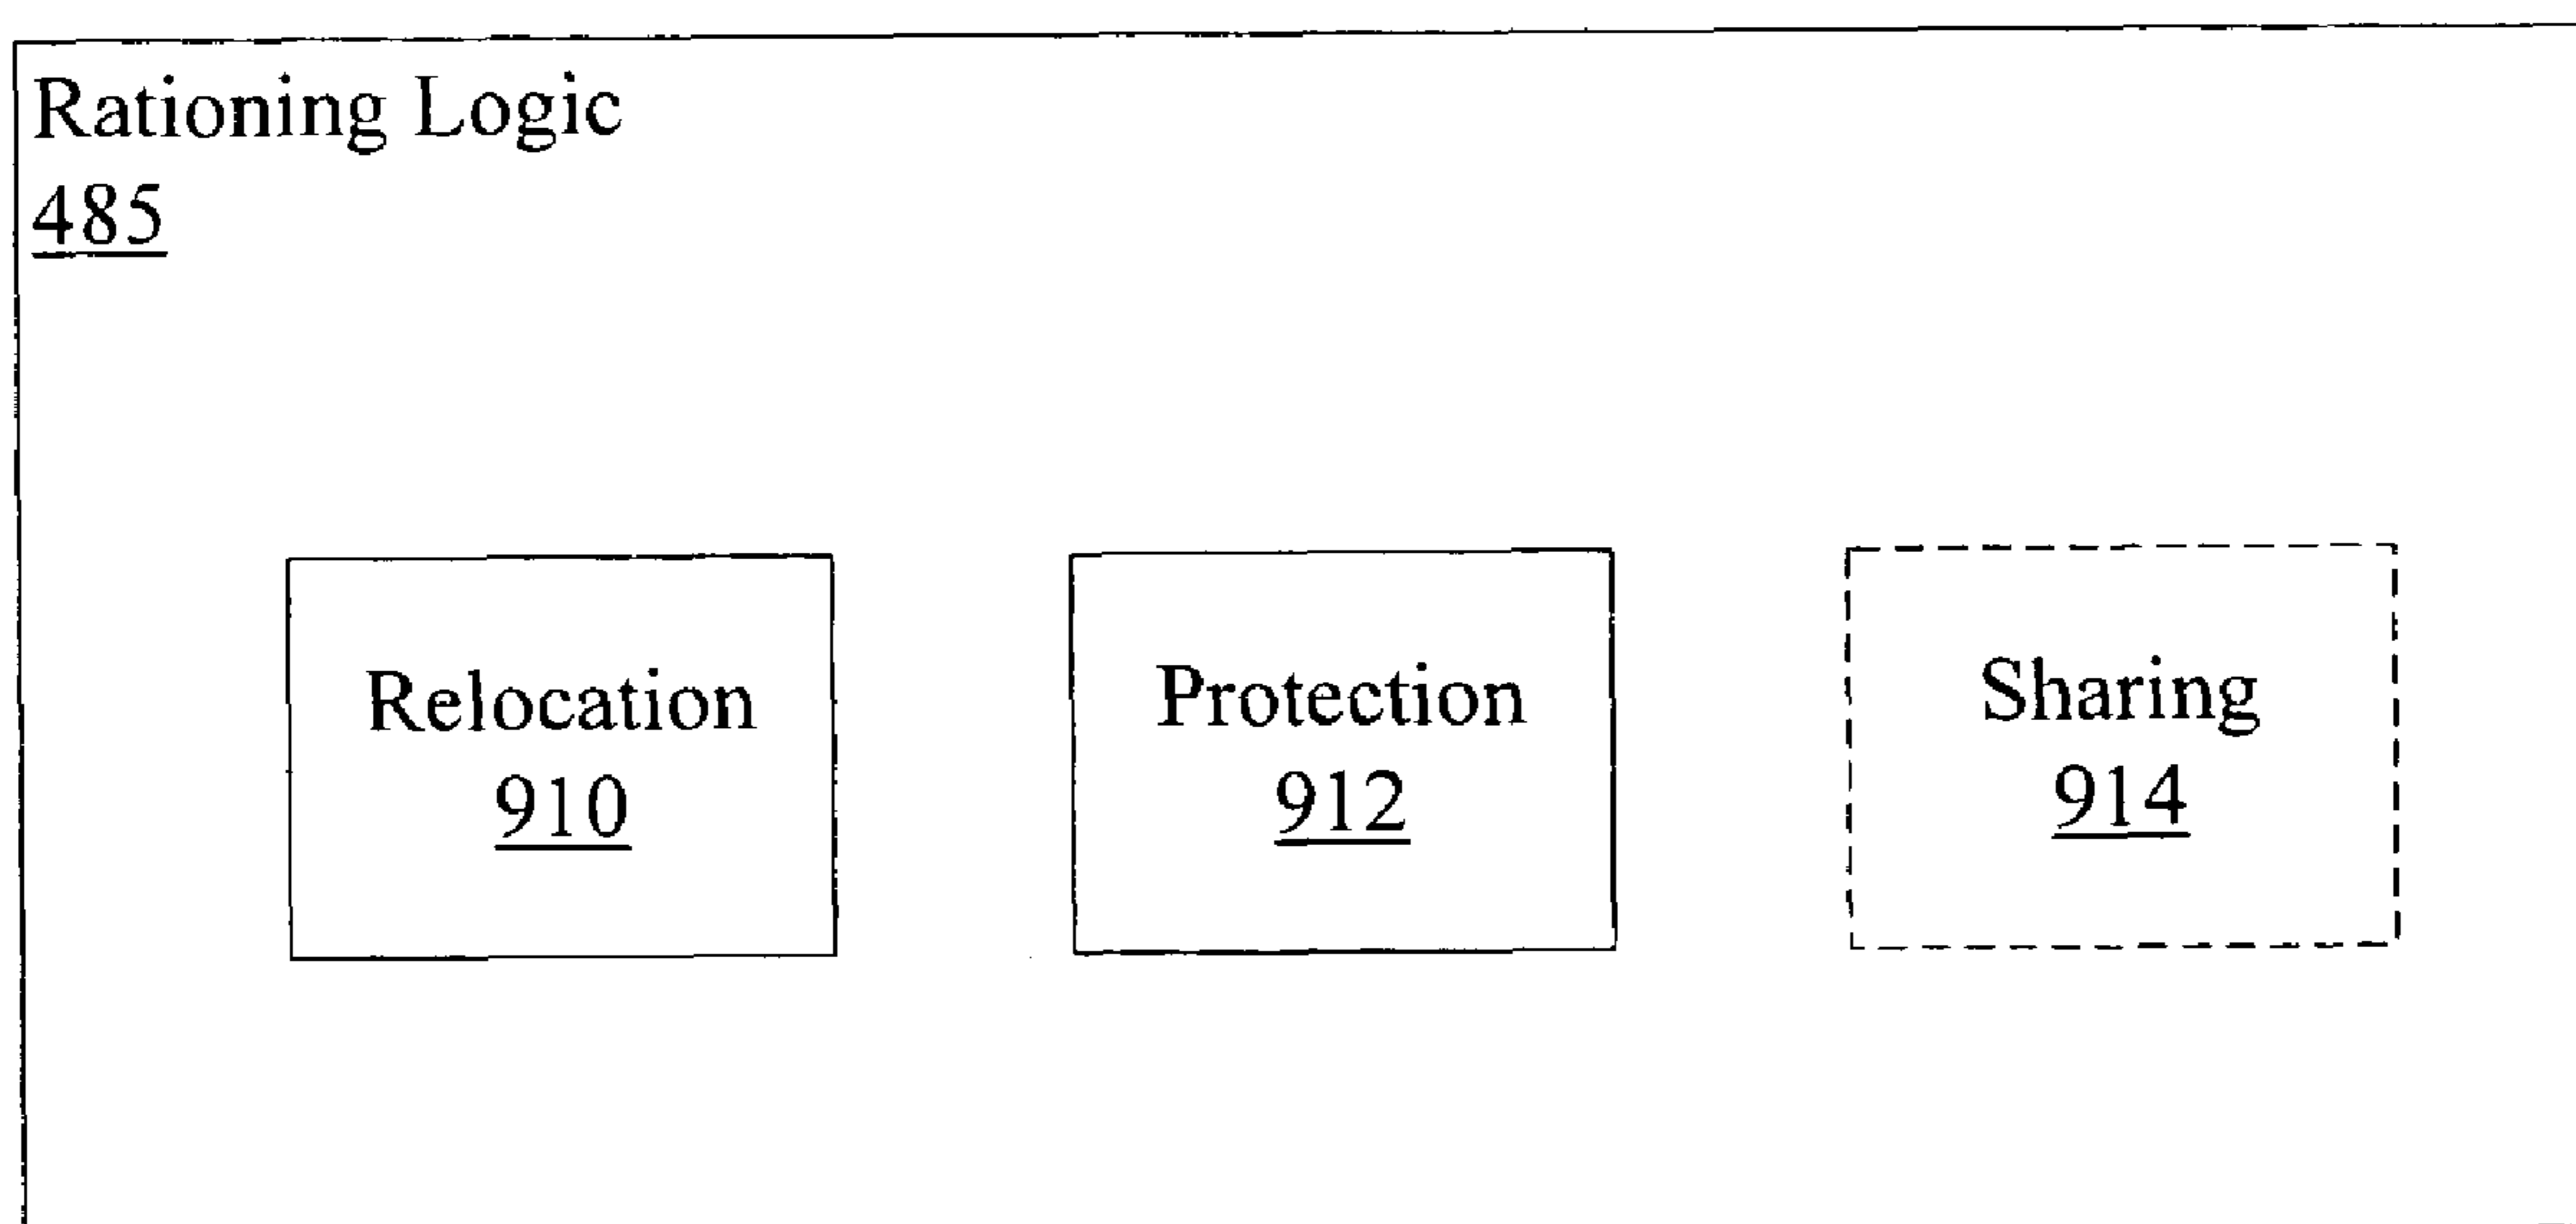 Rationing Logic
485
Relocation
910
Protection
912
Sharing
914